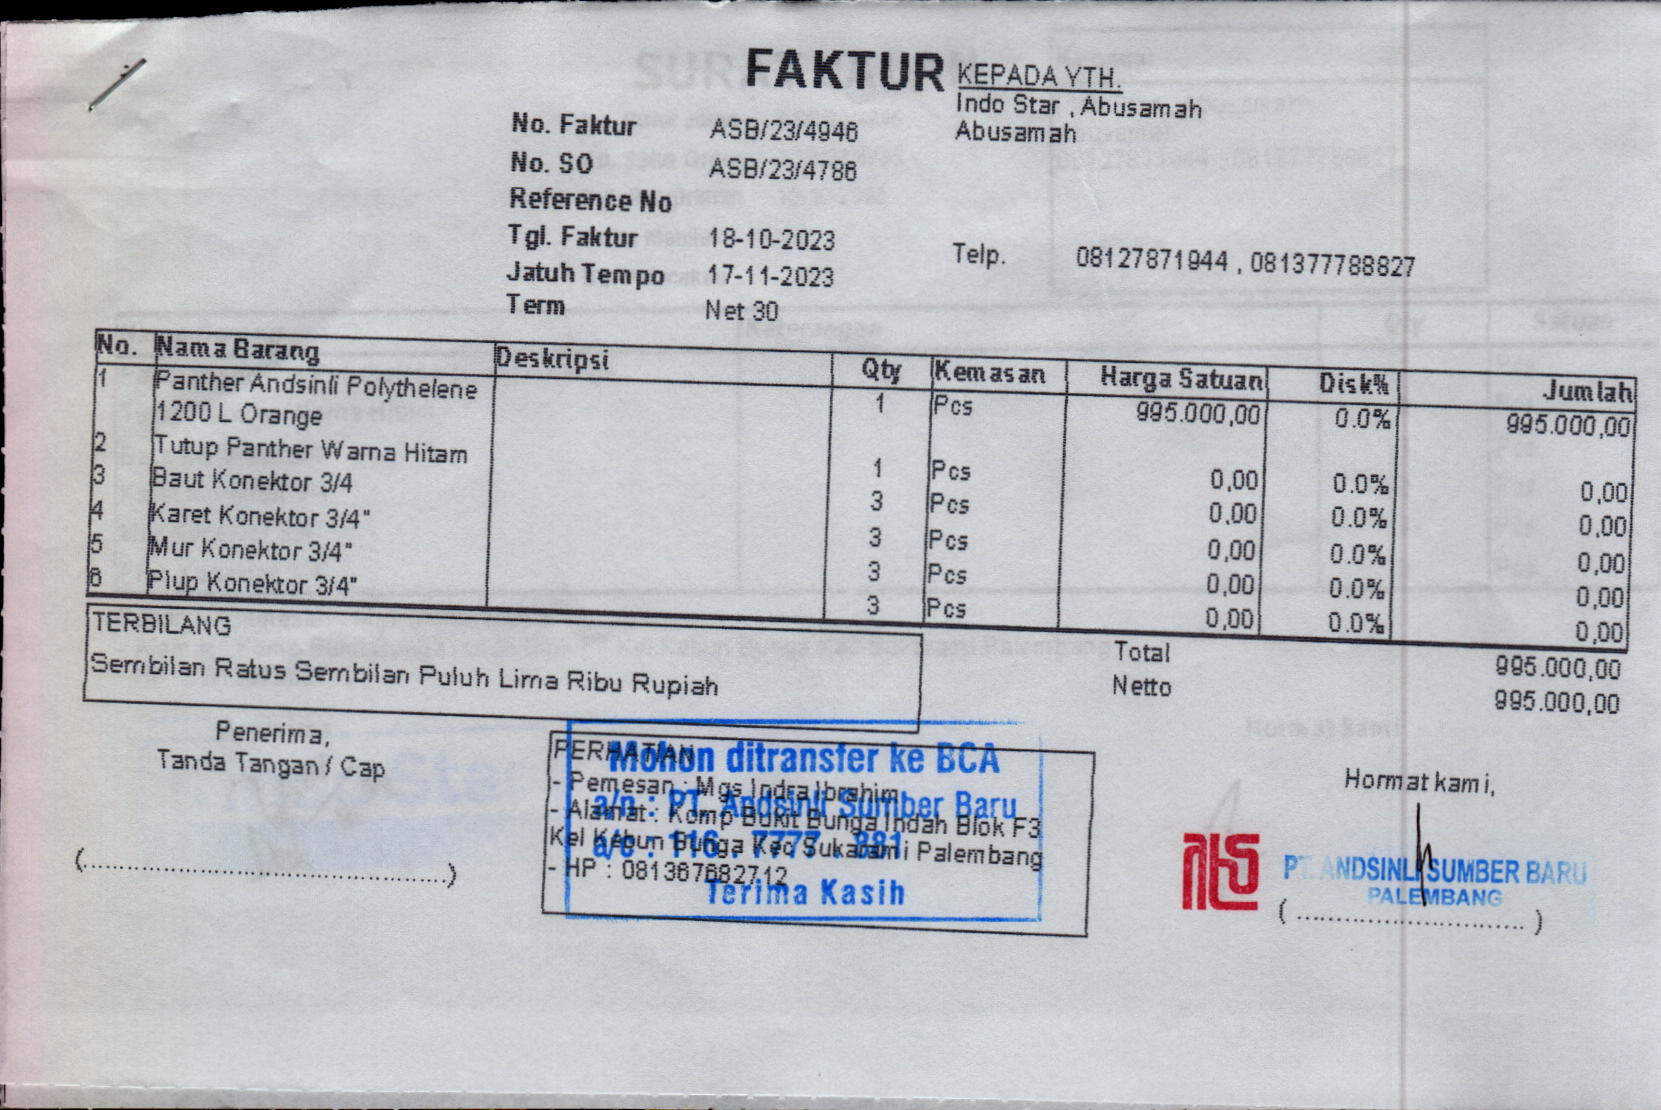 FAKTUR
KEPADA YTH.
Indo Star , Abusamah
Abusamah
No. Faktur ASB/23/4946
No. SO ASB/23/4786
Reference No
Tgl. Faktur 18-10-2023
Jatuh Tempo 17-11-2023
Term Net 30
Telp. 08127871944 , 081377788827
No. Nama Barang Deskripsi Qty Kemasan Harga Satuan Disk% Jumlah
1 Panther Andsinli Polythelene 1 Pcs 995.000,00 0.0% 995.000,00
1200 L Orange
2 Tutup Panther Warna Hitam 1 Pcs 0,00 0.0% 0,00
3 Baut Konektor 3/4 3 Pcs 0,00 0.0% 0,00
4 Karet Konektor 3/4" 3 Pcs 0,00 0.0% 0,00
5 Mur Konektor 3/4" 3 Pcs 0,00 0.0% 0,00
6 Plup Konektor 3/4" 3 Pcs 0,00 0.0% 0,00
TERBILANG
Sembilan Ratus Sembilan Puluh Lima Ribu Rupiah
Total 995.000,00
Netto 995.000,00
Penerima,
Tanda Tangan / Cap
(.......................................................)
PERHATIAN
- Pemesan : Mgs Indra Ibrahim
- Alamat : Komp Bukit Bunga Indah Blok F3
Kel Kebun Bunga Kec Sukarami Palembang
- HP : 081367682712
Mohon ditransfer ke BCA
a/n : PT. Andsinli Sumber Baru
a/c : 116 . 7777 . 881
Terima Kasih
Hormat kami,
PT. ANDSINLI SUMBER BARU
PALEMBANG
( ................................... )